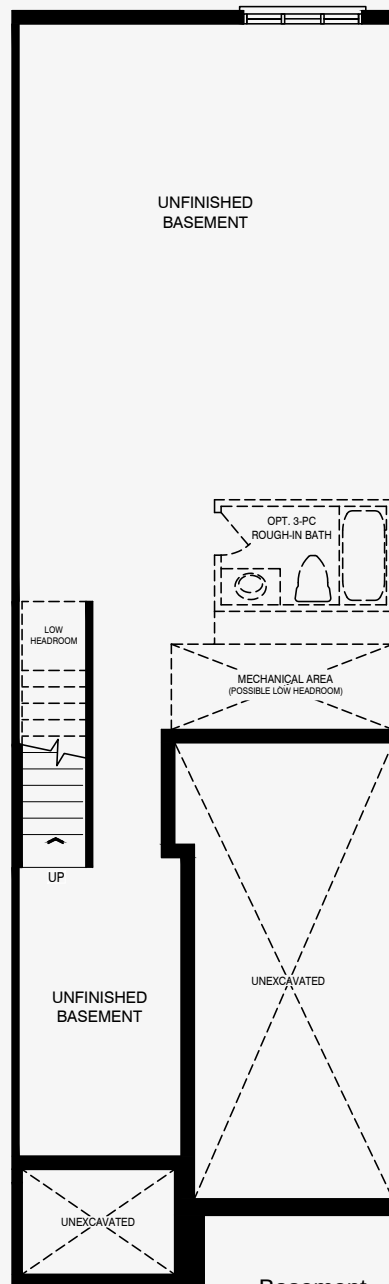 UNFINISHED
BASEMENT
OPT. 3-PC
ROUGH-IN BATH
LOW
HEADROOM
MECHANICAL AREA
(POSSIBLE LOW HEADROOM)
UP
UNEXCAVATED
UNFINISHED
BASEMENT
UNEXCAVATED
Basement